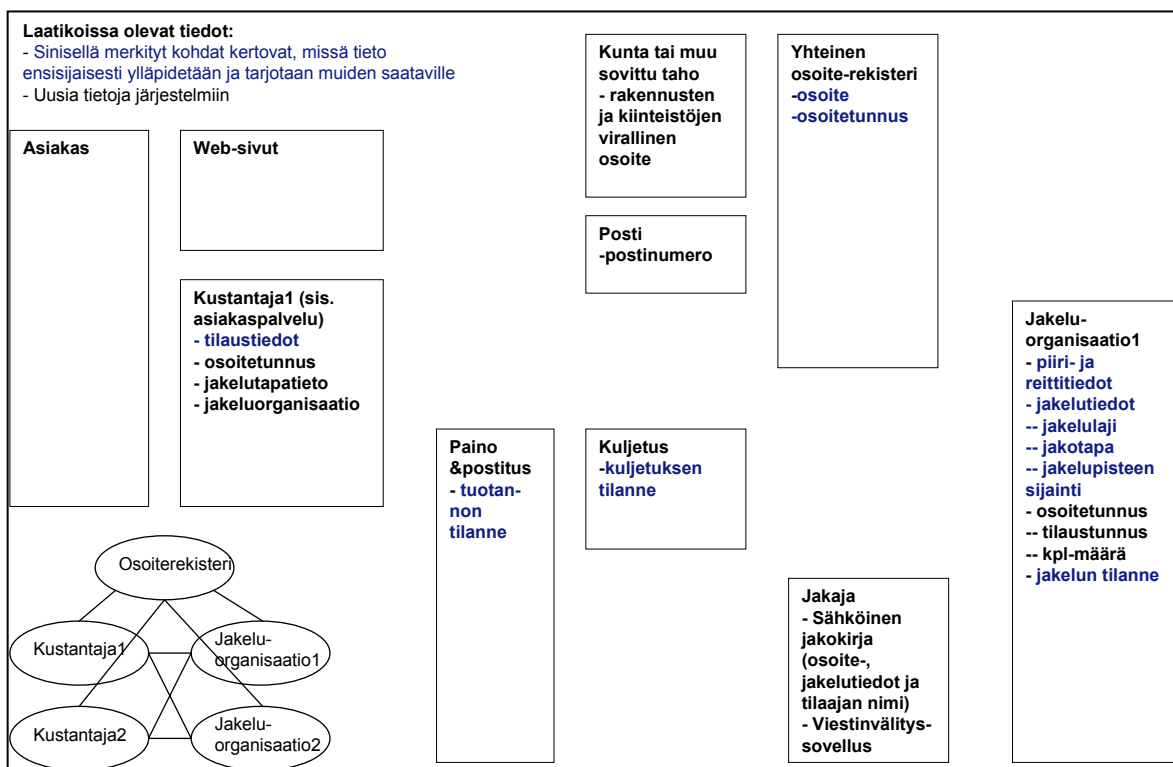 Laatikoissa olevat tiedot:
- Sinisellä merkityt kohdat kertovat, missä tieto
ensisijaisesti ylläpidetään ja tarjotaan muiden saataville
- Uusia tietoja järjestelmiin
Kunta tai muu
sovittu taho
- rakennusten
ja kiinteistöjen
virallinen
osoite
Yhteinen
osoite-rekisteri
-osoite
-osoitetunnus
Asiakas
Web-sivut
Posti
-postinumero
Kustantaja1 (sis.
asiakaspalvelu)
- tilaustiedot
- osoitetunnus
- jakelutapatieto
- jakeluorganisaatio
Jakelu-
organisaatio1
- piiri- ja
reittitiedot
- jakelutiedot
-- jakelulaji
-- jakotapa
-- jakelupisteen
sijainti
- osoitetunnus
-- tilaustunnus
-- kpl-määrä
- jakelun tilanne
Paino
&postitus
- tuotan-
non
tilanne
Kuljetus
-kuljetuksen
tilanne
Jakaja
- Sähköinen
jakokirja
(osoite-,
jakelutiedot ja
tilaajan nimi)
- Viestinvälitys-
sovellus
Osoiterekisteri
Kustantaja1
Jakelu-
organisaatio1
Kustantaja2
Jakelu-
organisaatio2